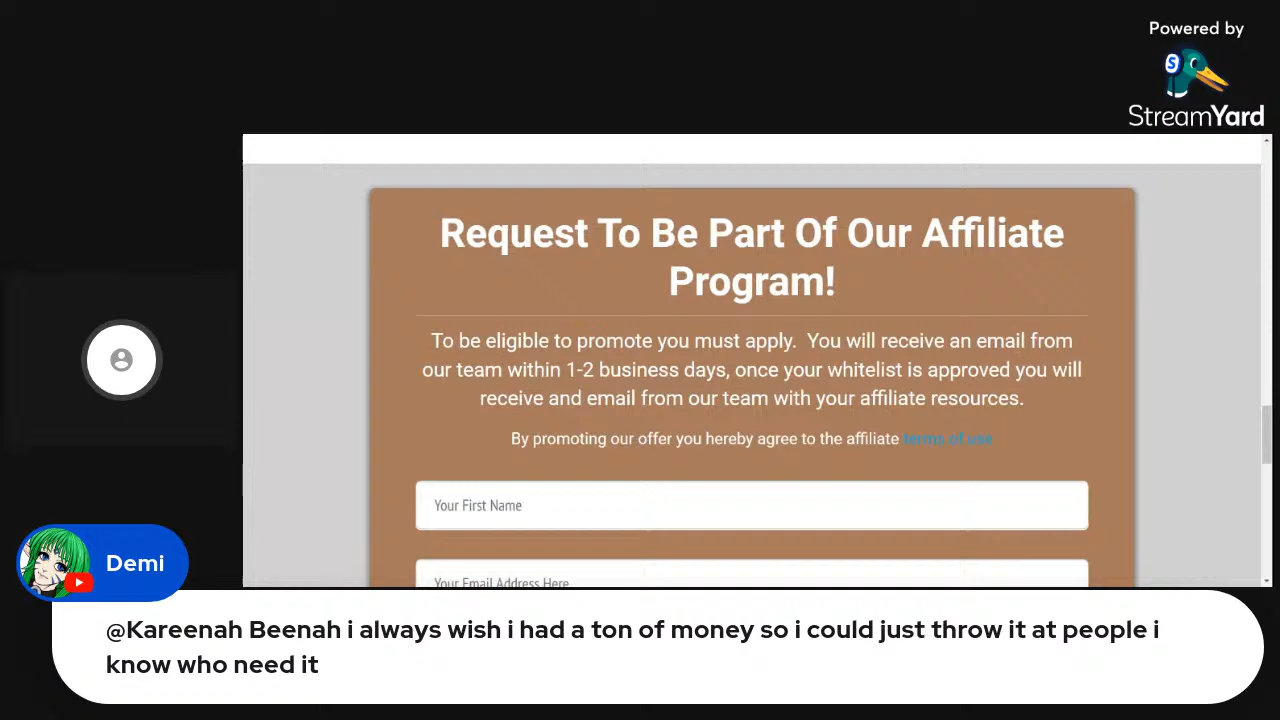 Powered by
StreamYard
Request To Be Part Of Our Affiliate
Program!
To be eligible to promote you must apply. You will receive an email from
our team within 1-2 business days, once your whitelist is approved you will
receive and email from our team with your affiliate resources.
By promoting our offer you hereby agree to the affiliate terms of use
Your First Name
Your Email Address Here
Demi
@Kareenah Beenah i always wish i had a ton of money so i could just throw it at people i
know who need it